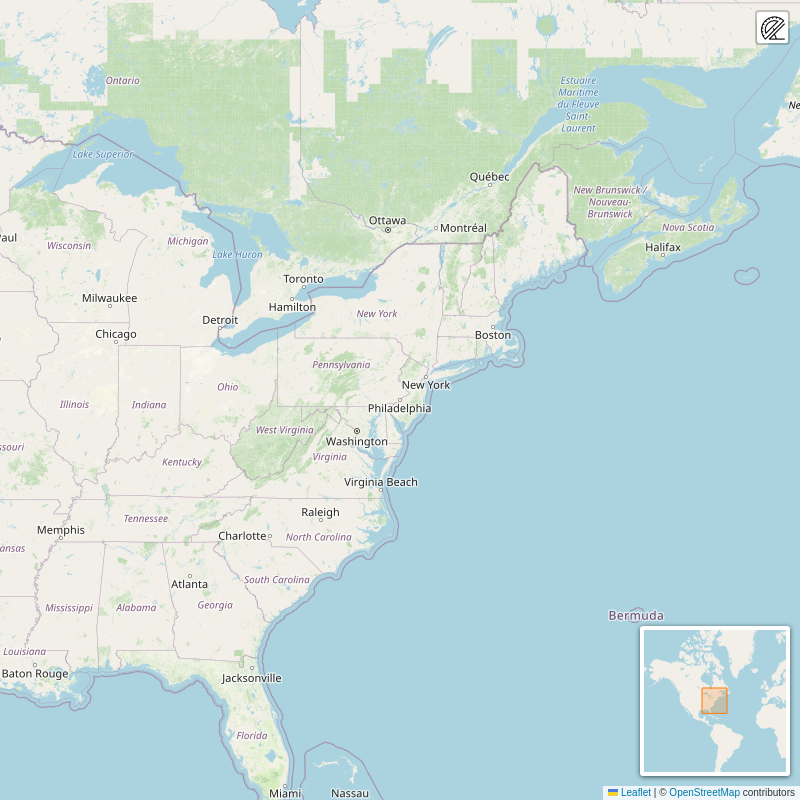 Ontario
Estuaire
Maritime
du Fleuve
Saint-
Laurent
Ne
Lake Superior
Québec
New Brunswick /
Nouveau-
Brunswick
Ottawa
Montréal
Nova Scotia
aul
Wisconsin
Michigan
Lake Huron
Halifax
Toronto
Milwaukee
Hamilton
New York
Detroit
Chicago
Boston
Pennsylvania
Ohio
New York
Illinois
Indiana
Philadelphia
West Virginia
Washington
ssouri
Virginia
Kentucky
Virginia Beach
Raleigh
Tennessee
Memphis
Charlotte
North Carolina
ansas
Atlanta
South Carolina
Mississippi
Alabama
Georgia
Bermuda
Louisiana
Baton Rouge
Jacksonville
Florida
Miami
Nassau
Leaflet | © OpenStreetMap contributors